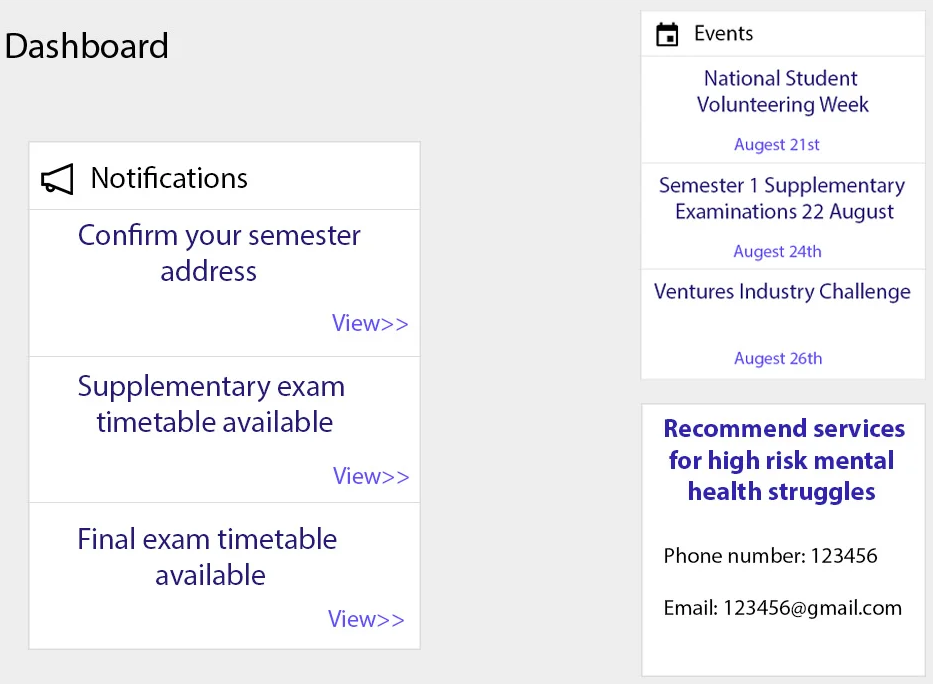 Dashboard
Notifications
Confirm your semester
address
View>>
Supplementary exam
timetable available
View>>
Final exam timetable
available
View>>
Events
National Student
Volunteering Week
Augest 21st
Semester 1 Supplementary
Examinations 22 August
Augest 24th
Ventures Industry Challenge
Augest 26th
Recommend services
for high risk mental
health struggles
Phone number: 123456
Email: 123456@gmail.com